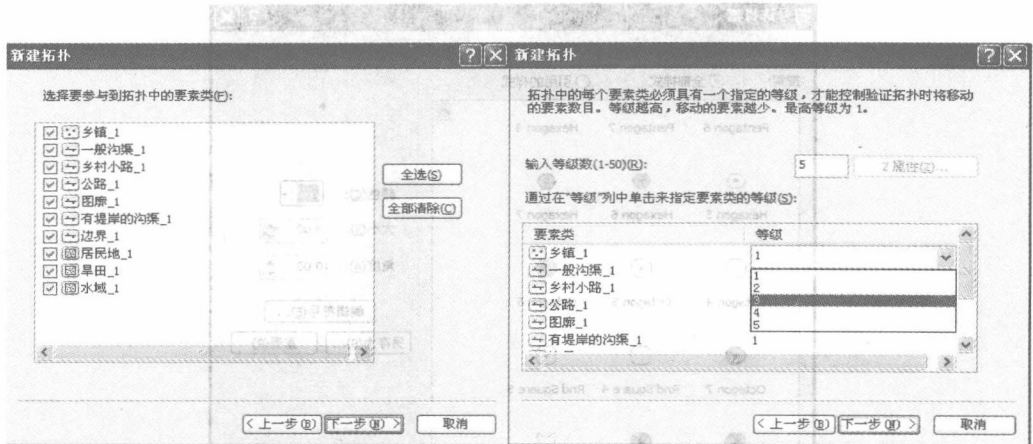 新建拓扑
选择要参与到拓扑中的要素类(F):
乡镇_1
一般沟渠_1
乡村小路_1
公路_1
图廓_1
有堤岸的沟渠_1
边界_1
居民地_1
旱田_1
水域_1
全选(S)
全部清除(C)
<上一步(B)
下一步(N)>
取消
新建拓扑
拓扑中的每个要素类必须具有一个指定的等级，才能控制验证拓扑时将移动
的要素数目。等级越高，移动的要素越少。最高等级为 1。
输入等级数(1-50)(R):
5
Z 属性(Z)...
通过在"等级"列中单击来指定要素类的等级(S):
要素类 等级
乡镇_1 1
一般沟渠_1 1
乡村小路_1 2
公路_1 3
图廓_1 4
5
有堤岸的沟渠_1 1
<上一步(B)
下一步(N)>
取消